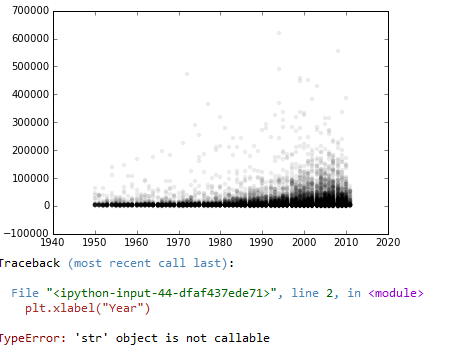 700000
600000
500000
400000
300000
200000
100000
0
−100000
1940 1950 1960 1970 1980 1990 2000 2010 2020
Traceback (most recent call last):
File "<ipython-input-44-dfaf437ede71>", line 2, in <module>
plt.xlabel("Year")
TypeError: 'str' object is not callable